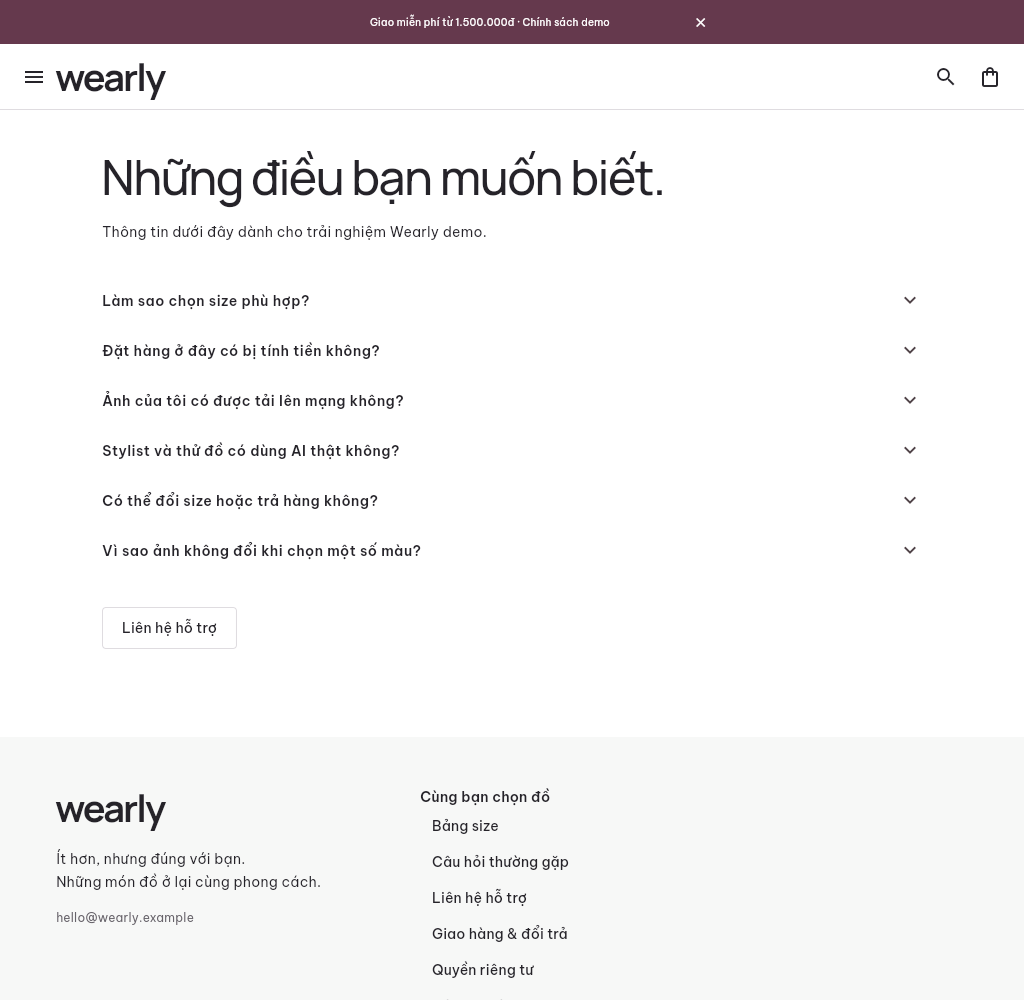 Giao miễn phí từ 1.500.000đ · Chính sách demo
wearly
Những điều bạn muốn biết.
Thông tin dưới đây dành cho trải nghiệm Wearly demo.
Làm sao chọn size phù hợp?
Đặt hàng ở đây có bị tính tiền không?
Ảnh của tôi có được tải lên mạng không?
Stylist và thử đồ có dùng AI thật không?
Có thể đổi size hoặc trả hàng không?
Vì sao ảnh không đổi khi chọn một số màu?
Liên hệ hỗ trợ
wearly
Ít hơn, nhưng đúng với bạn.
Những món đồ ở lại cùng phong cách.
hello@wearly.example
Cùng bạn chọn đồ
Bảng size
Câu hỏi thường gặp
Liên hệ hỗ trợ
Giao hàng & đổi trả
Quyền riêng tư